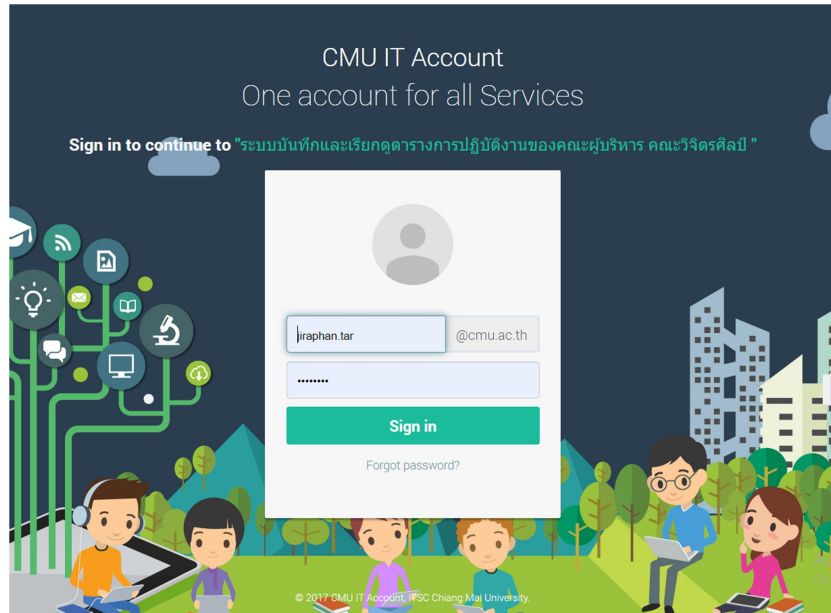 CMU IT Account
One account for all Services
Sign in to continue to "ระบบบันทึกและเรียกดูตารางการปฏิบัติงานของคณะผู้บริหาร คณะวิจิตรศิลป์ "
jiraphan.tar @cmu.ac.th
••••••••
Sign in
Forgot password?
© 2017 CMU IT Account, ITSC Chiang Mai University.